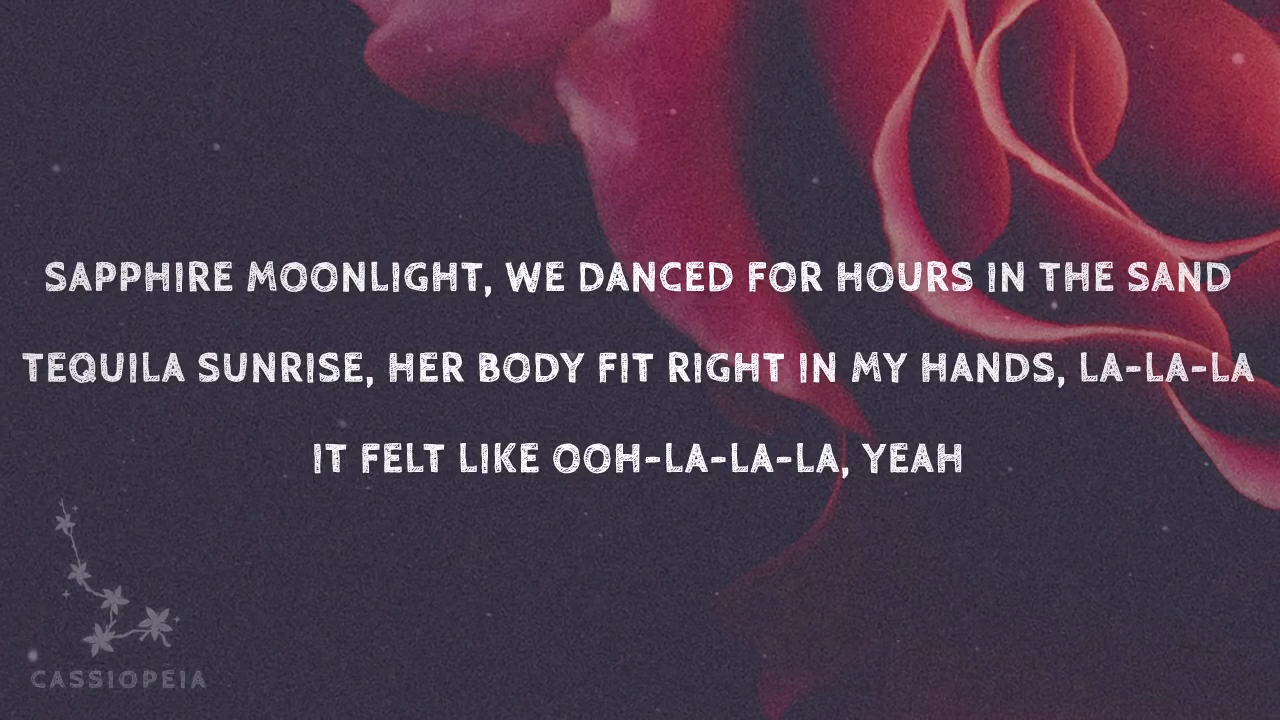 SAPPHIRE MOONLIGHT, WE DANCED FOR HOURS IN THE SAND
TEQUILA SUNRISE, HER BODY FIT RIGHT IN MY HANDS, LA-LA-LA
IT FELT LIKE OOH-LA-LA-LA, YEAH
CASSIOPEIA